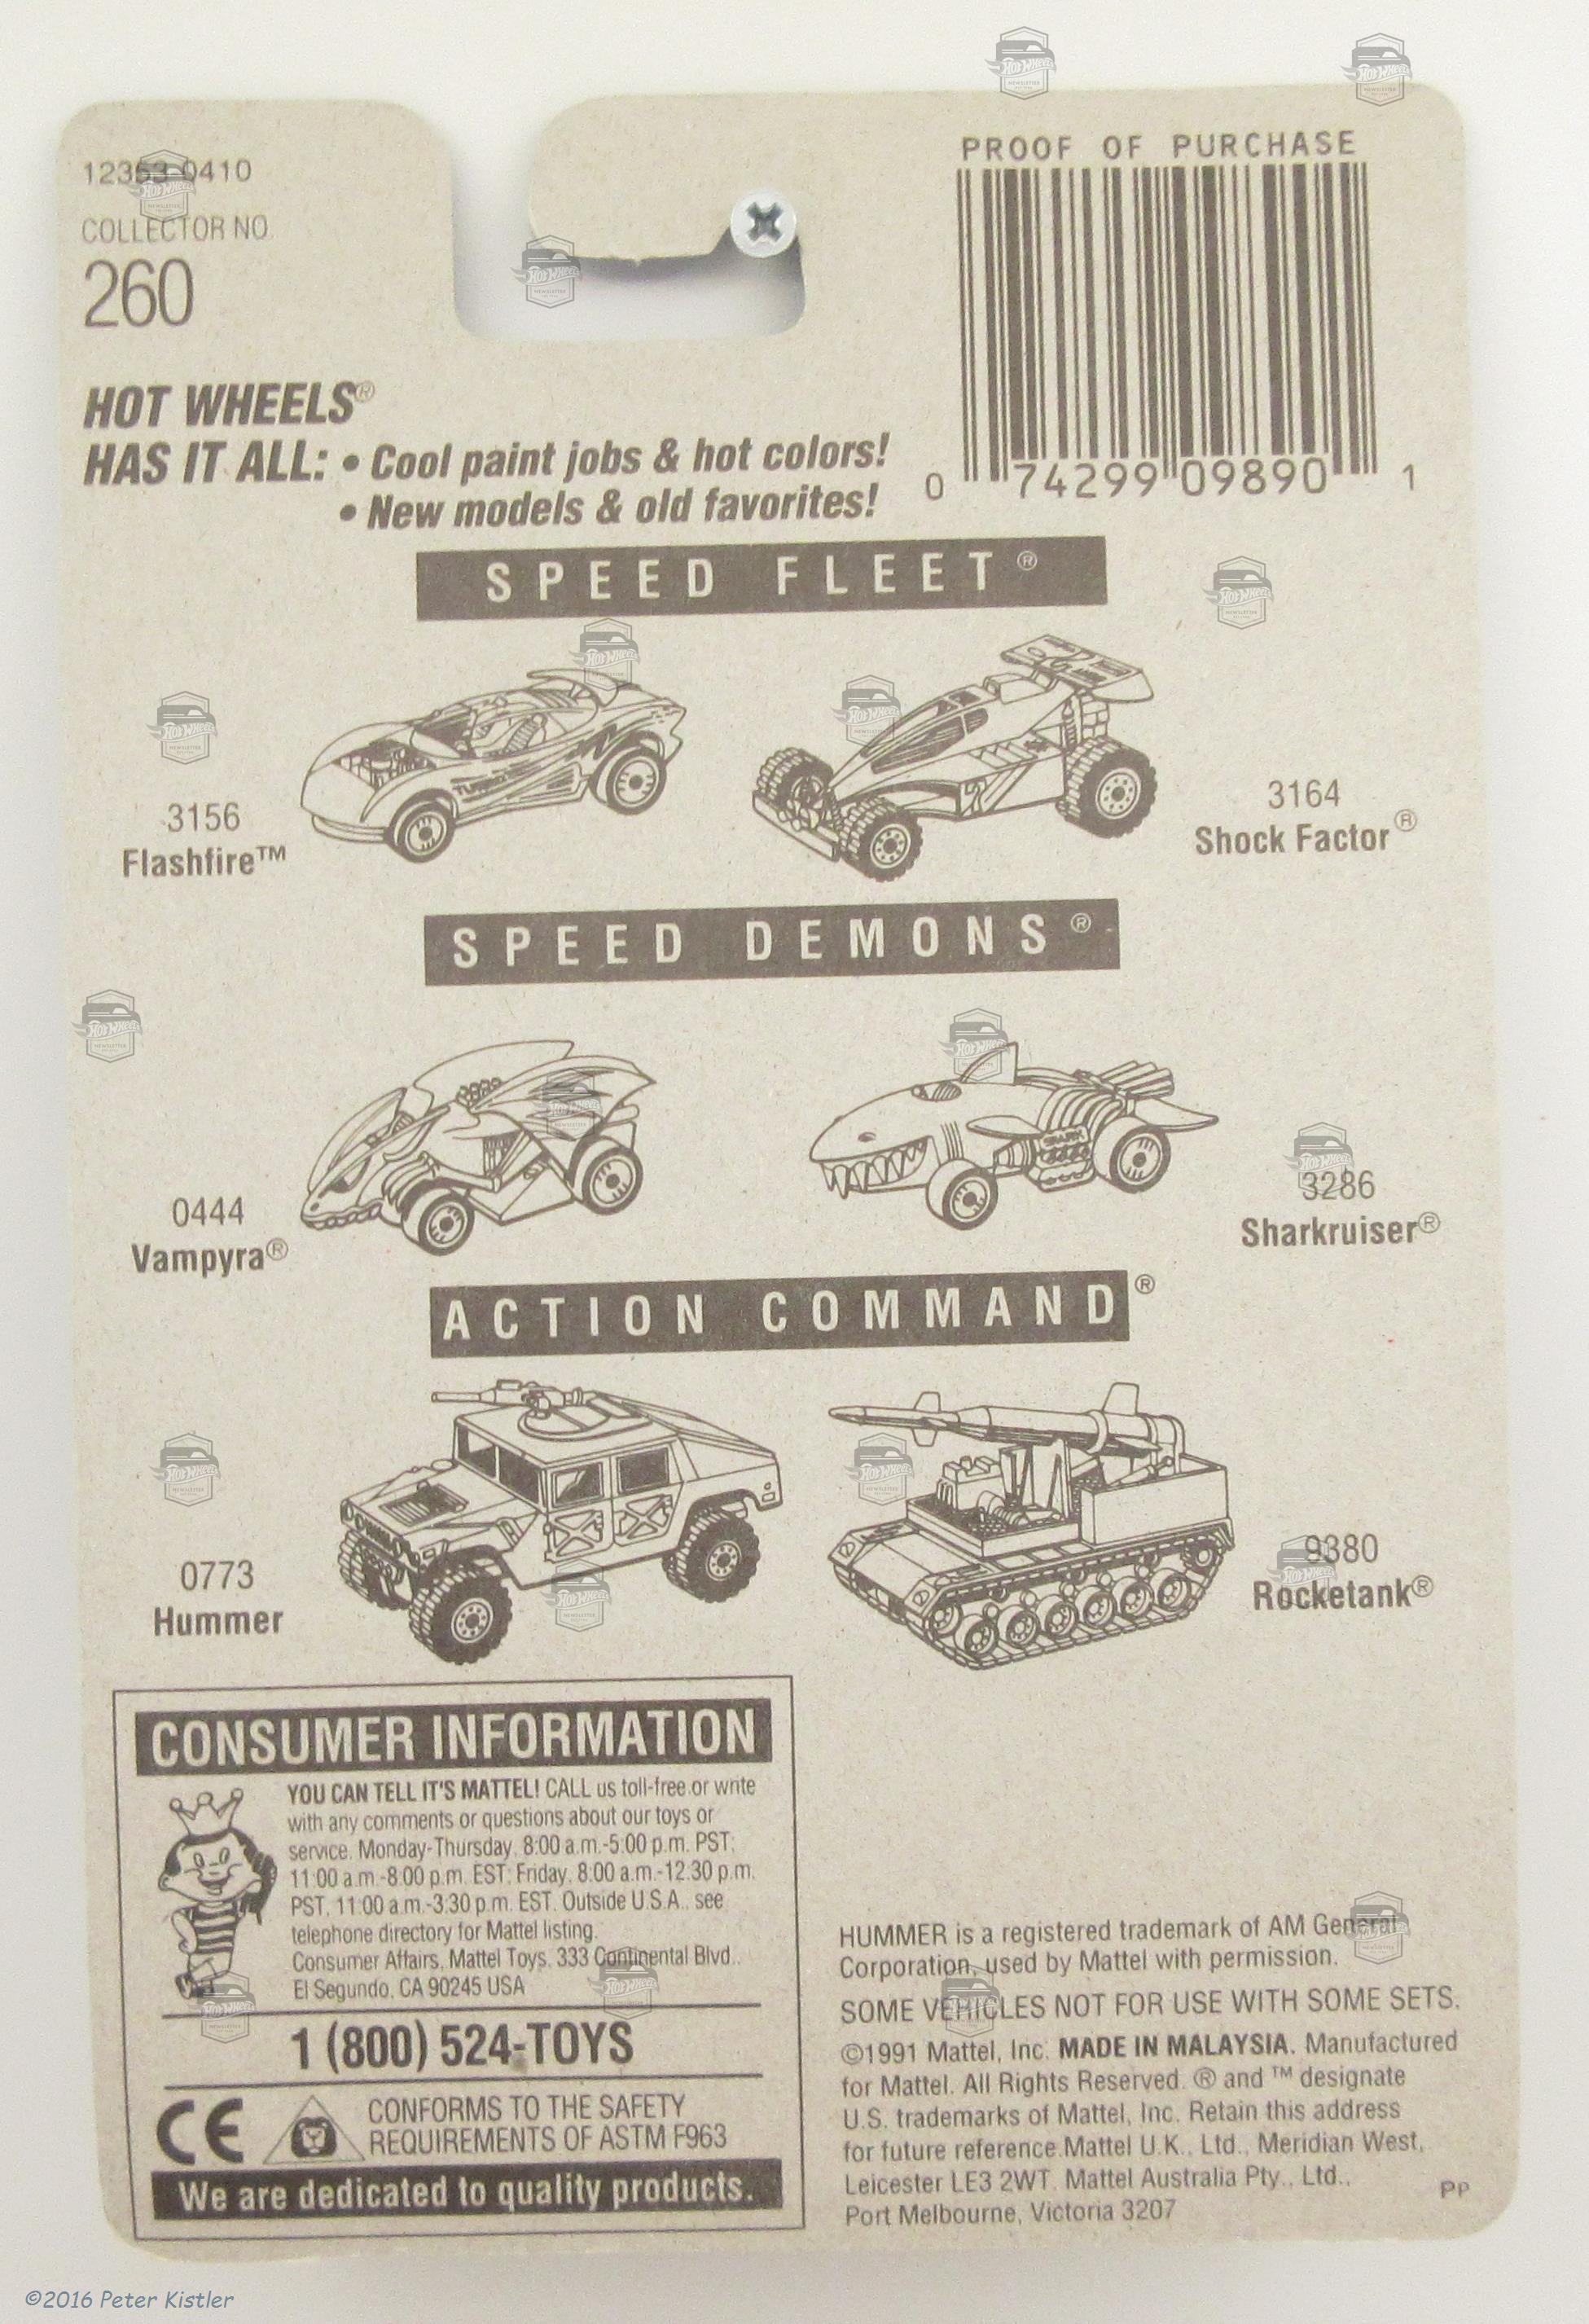 12353-0410
COLLECTOR NO.
260
PROOF OF PURCHASE
0 74299 09890 1
HOT WHEELS®
HAS IT ALL: • Cool paint jobs & hot colors!
• New models & old favorites!
SPEED FLEET®
3156
Flashfire™
3164
Shock Factor®
SPEED DEMONS®
0444
Vampyra®
3286
Sharkruiser®
ACTION COMMAND®
0773
Hummer
9380
Rocketank®
CONSUMER INFORMATION
YOU CAN TELL IT'S MATTEL! CALL us toll-free or write
with any comments or questions about our toys or
service. Monday-Thursday, 8:00 a.m.-5:00 p.m. PST;
11:00 a.m.-8:00 p.m. EST; Friday, 8:00 a.m.-12:30 p.m.
PST, 11:00 a.m.-3:30 p.m. EST. Outside U.S.A., see
telephone directory for Mattel listing.
Consumer Affairs, Mattel Toys, 333 Continental Blvd.,
El Segundo, CA 90245 USA
1 (800) 524-TOYS
CE
CONFORMS TO THE SAFETY
REQUIREMENTS OF ASTM F963
We are dedicated to quality products.
HUMMER is a registered trademark of AM General
Corporation, used by Mattel with permission.
SOME VEHICLES NOT FOR USE WITH SOME SETS.
©1991 Mattel, Inc. MADE IN MALAYSIA. Manufactured
for Mattel. All Rights Reserved. ® and ™ designate
U.S. trademarks of Mattel, Inc. Retain this address
for future reference.Mattel U.K., Ltd., Meridian West,
Leicester LE3 2WT. Mattel Australia Pty., Ltd.,
Port Melbourne, Victoria 3207
PP
©2016 Peter Kistler